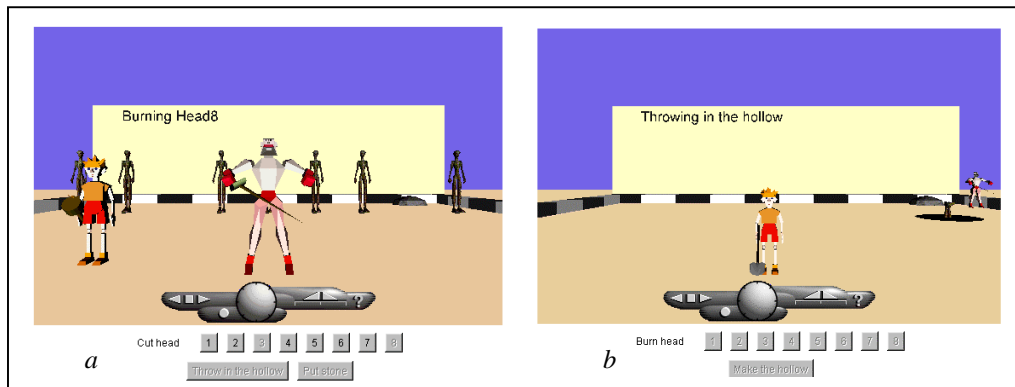 Burning Head8
?
Cut head 1 2 3 4 5 6 7 8
Throw in the hollow Put stone
a
Throwing in the hollow
?
Burn head 1 2 3 4 5 6 7 8
Make the hollow
b